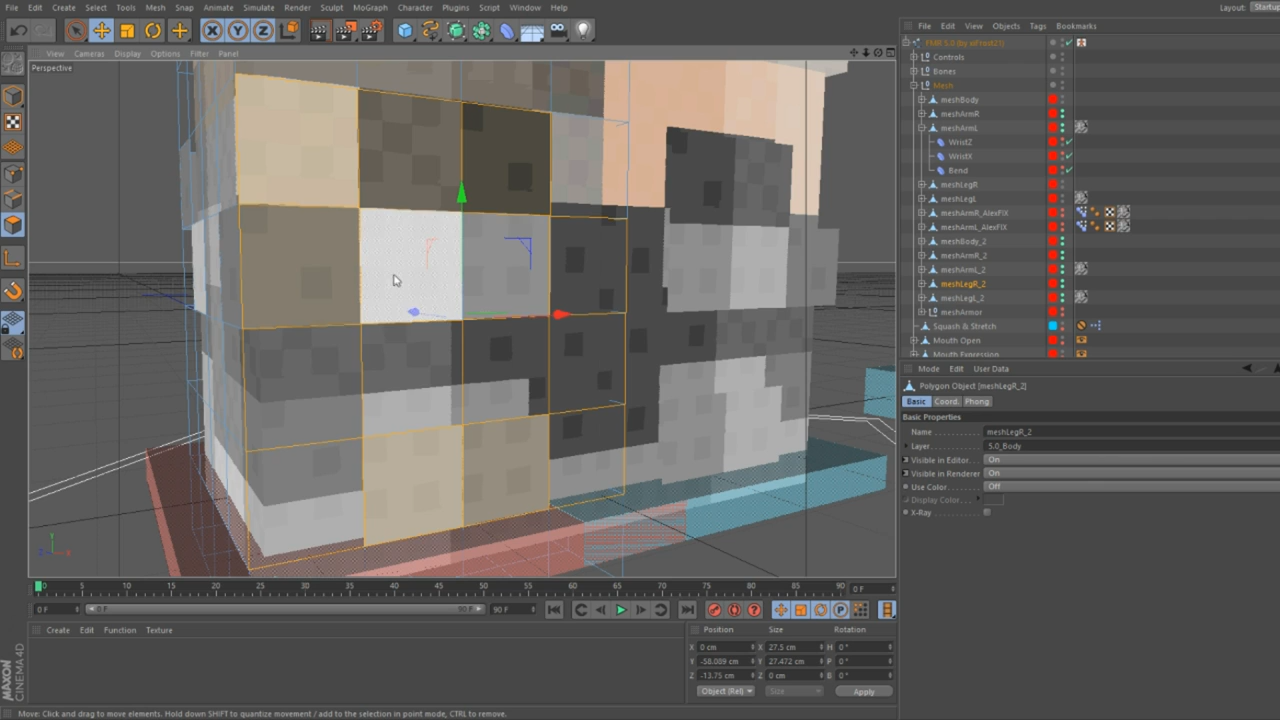 File Edit Create Select Tools Mesh Snap Animate Simulate Render Sculpt MoGraph Character Plugins Script Window Help
Layout: Startup
X Y Z
View Cameras Display Options Filter Panel
Perspective
File Edit View Objects Tags Bookmarks
Controls
Bones
Mesh
meshBody
meshArmR
meshArmL
WristZ
WristX
Bend
meshLegR
meshLegL
meshArmR_AlexFIX
meshArmL_AlexFIX
meshBody_2
meshArmR_2
meshArmL_2
meshLegR_2
meshLegL_2
meshArmor
Squash & Stretch
Mouth Open
Mouth Expression
Mode Edit User Data
Polygon Object [meshLegR_2]
Basic Coord. Phong
Basic Properties
Name meshLegR_2
Layer 5.0_Body
Visible in Editor On
Visible in Renderer On
Use Color Off
Display Color
X-Ray
0 5 10 15 20 25 30 35 40 45 50 55 60 65 70 75 80 85 90 0 F
0 F 0 F 90 F 90 F
Create Edit Function Texture
Position Size Rotation
X 0 cm X 27.5 cm H 0 °
Y -58.009 cm Y 27.472 cm P 0 °
Z -13.75 cm Z 0 cm B 0 °
Object (Rel) Size Apply
MAXON CINEMA 4D
Move: Click and drag to move elements. Hold down SHIFT to quantize movement / add to the selection in point mode, CTRL to remove.